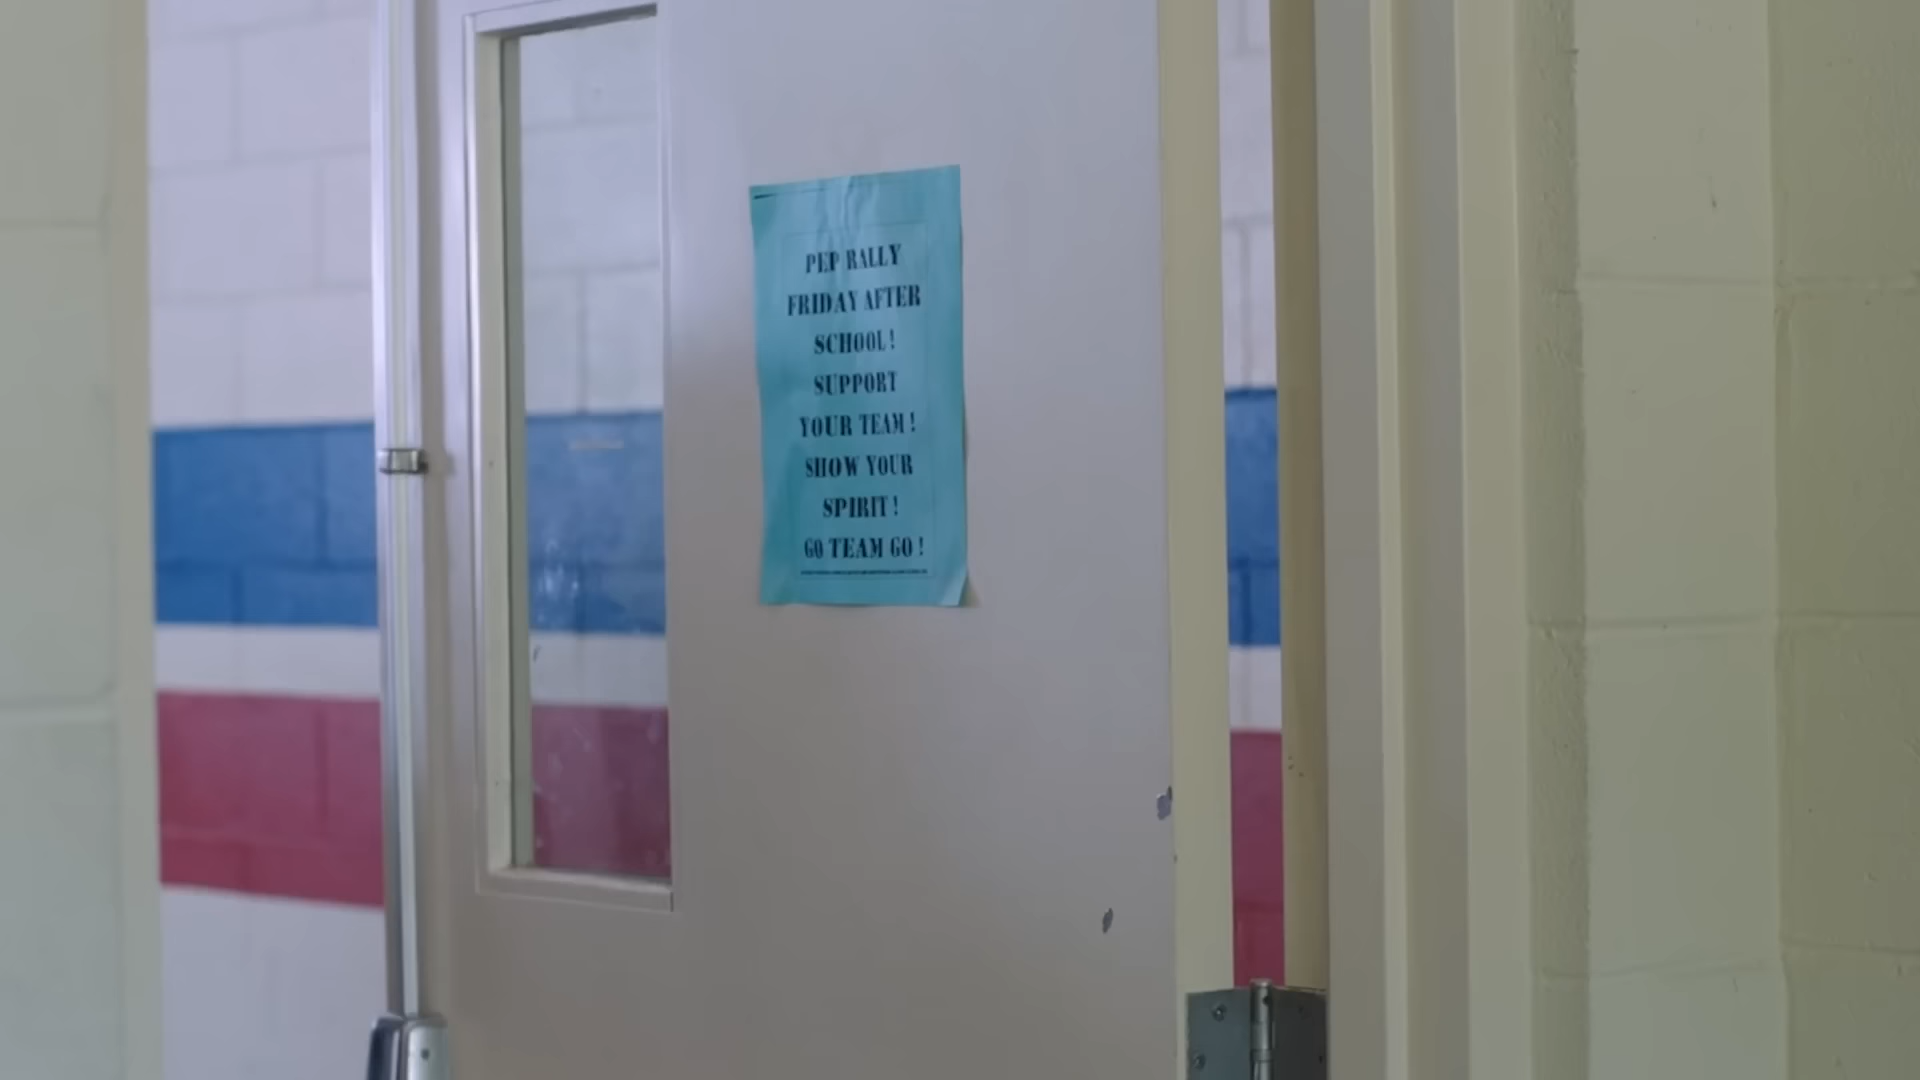 PEP RALLY
FRIDAY AFTER
SCHOOL!
SUPPORT
YOUR TEAM!
SHOW YOUR
SPIRIT!
GO TEAM GO!